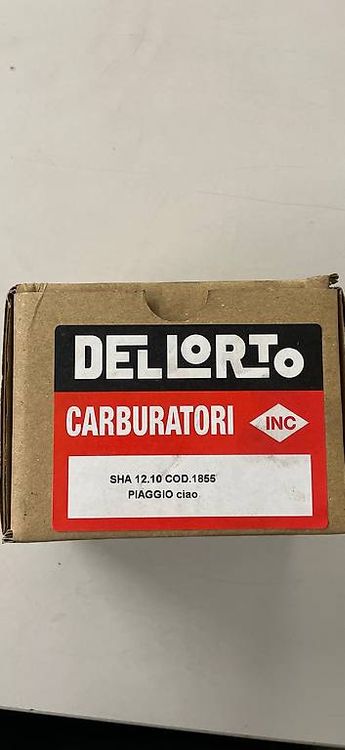 DELLORTO
CARBURATORI INC
SHA 12.10 COD.1855
PIAGGIO ciao